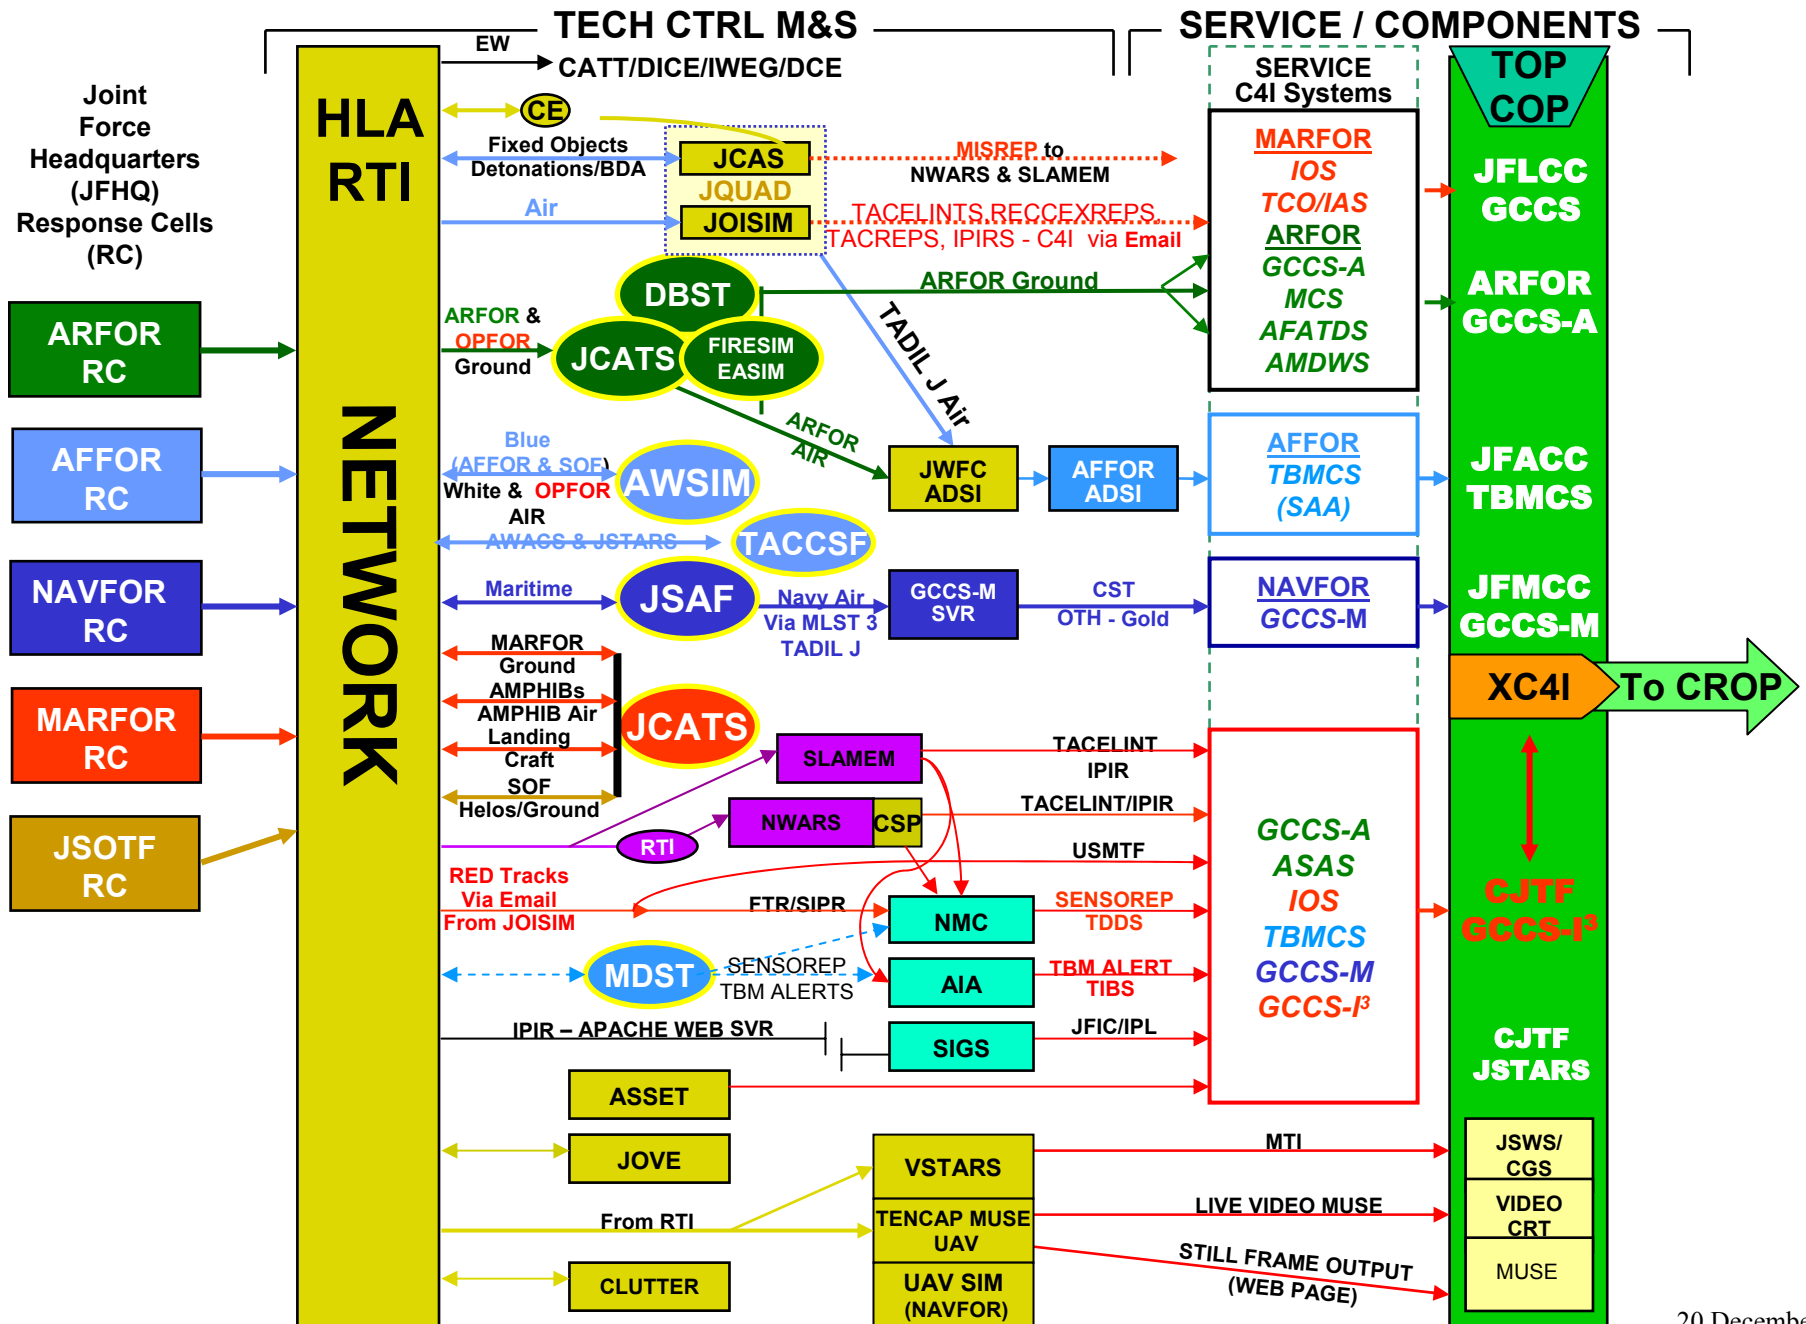 TECH CTRL M&S
SERVICE / COMPONENTS
Joint
Force
Headquarters
(JFHQ)
Response Cells
(RC)
ARFOR
RC
AFFOR
RC
NAVFOR
RC
MARFOR
RC
JSOTF
RC
HLA
RTI
NETWORK
EW
CATT/DICE/IWEG/DCE
CE
Fixed Objects
Detonations/BDA
JCAS
JQUAD
JOISIM
Air
MISREP to
NWARS & SLAMEM
TACELINTS,RECCEXREPS,
TACREPS, IPIRS - C4I via Email
DBST
JCATS
FIRESIM
EASIM
ARFOR &
OPFOR
Ground
ARFOR Ground
TADIL J Air
ARFOR
AIR
Blue
(AFFOR & SOF)
White & OPFOR
AIR
AWSIM
JWFC
ADSI
AFFOR
ADSI
AWACS & JSTARS
TACCSF
Maritime
JSAF
Navy Air
Via MLST 3
TADIL J
GCCS-M
SVR
CST
OTH - Gold
MARFOR
Ground
AMPHIBs
AMPHIB Air
Landing
Craft
SOF
Helos/Ground
JCATS
SLAMEM
TACELINT
IPIR
NWARS
CSP
TACELINT/IPIR
RTI
USMTF
RED Tracks
Via Email
From JOISIM
FTR/SIPR
NMC
SENSOREP
TDDS
MDST
SENSOREP
TBM ALERTS
AIA
TBM ALERT
TIBS
IPIR – APACHE WEB SVR
SIGS
JFIC/IPL
ASSET
JOVE
From RTI
CLUTTER
VSTARS
TENCAP MUSE
UAV
UAV SIM
(NAVFOR)
MTI
LIVE VIDEO MUSE
STILL FRAME OUTPUT
(WEB PAGE)
SERVICE
C4I Systems
MARFOR
IOS
TCO/IAS
ARFOR
GCCS-A
MCS
AFATDS
AMDWS
AFFOR
TBMCS
(SAA)
NAVFOR
GCCS-M
GCCS-A
ASAS
IOS
TBMCS
GCCS-M
GCCS-I³
TOP
COP
JFLCC
GCCS
ARFOR
GCCS-A
JFACC
TBMCS
JFMCC
GCCS-M
XC4I
To CROP
CJTF
GCCS-I³
CJTF
JSTARS
JSWS/
CGS
VIDEO
CRT
MUSE
20 Decembe